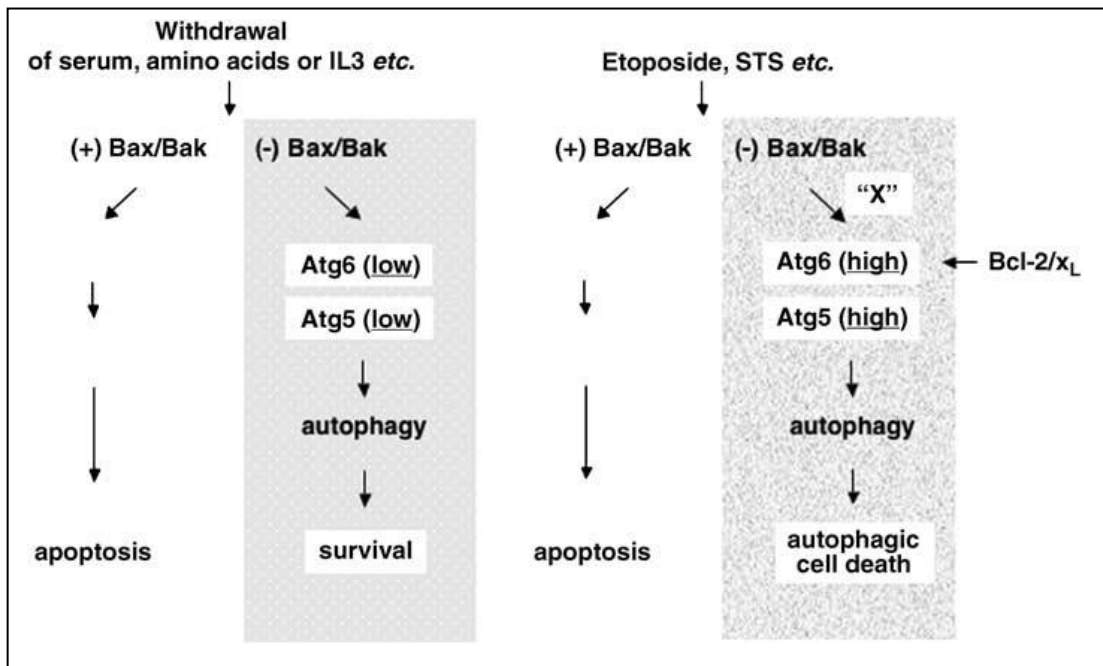 Withdrawal
of serum, amino acids or IL3 etc.
(+) Bax/Bak
(-) Bax/Bak
Atg6 (low)
Atg5 (low)
autophagy
apoptosis
survival
Etoposide, STS etc.
(+) Bax/Bak
(-) Bax/Bak
“X”
Atg6 (high)
Bcl-2/xL
Atg5 (high)
autophagy
apoptosis
autophagic
cell death